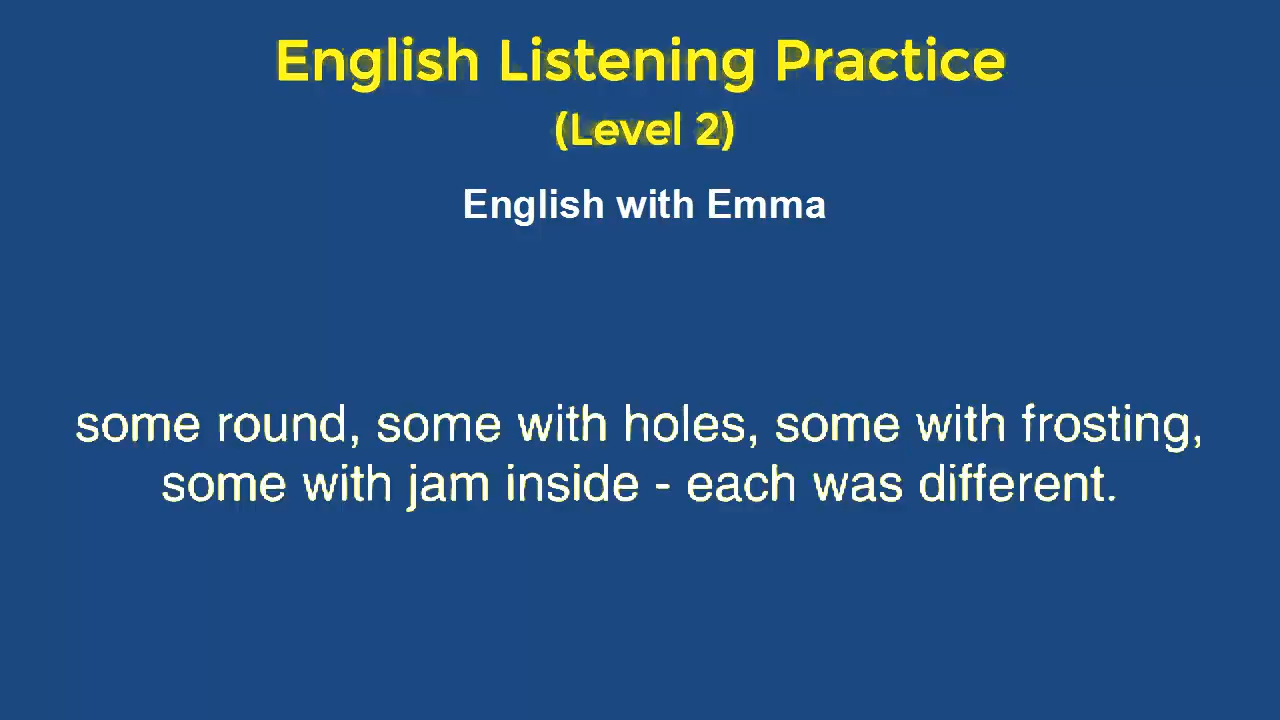 English Listening Practice
(Level 2)
English with Emma
some round, some with holes, some with frosting,
some with jam inside - each was different.